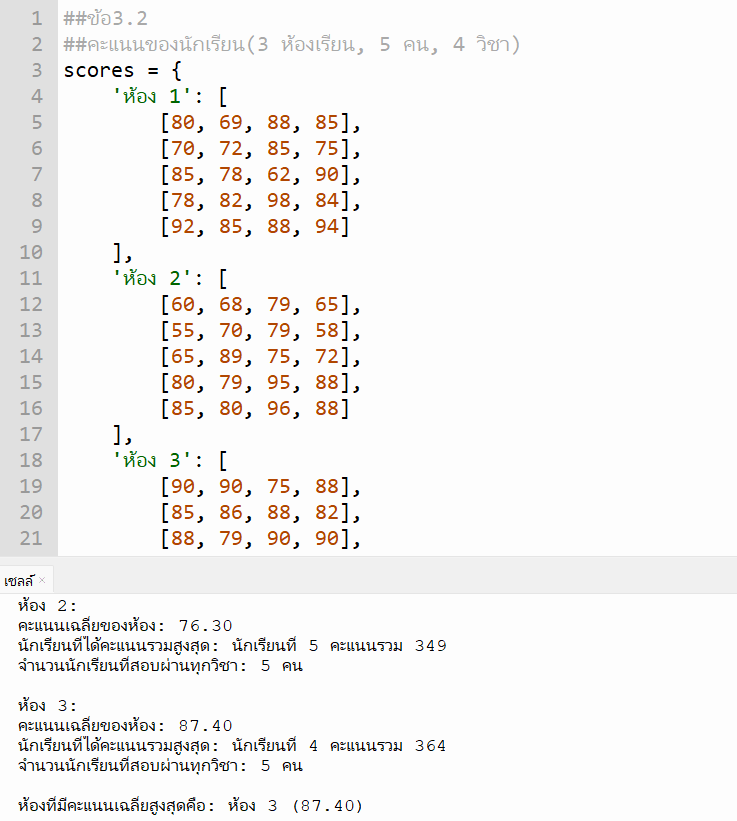 1 ##ข้อ3.2
2 ##คะแนนของนักเรียน(3 ห้องเรียน, 5 คน, 4 วิชา)
3 scores = {
4 'ห้อง 1': [
5 [80, 69, 88, 85],
6 [70, 72, 85, 75],
7 [85, 78, 62, 90],
8 [78, 82, 98, 84],
9 [92, 85, 88, 94]
10 ],
11 'ห้อง 2': [
12 [60, 68, 79, 65],
13 [55, 70, 79, 58],
14 [65, 89, 75, 72],
15 [80, 79, 95, 88],
16 [85, 80, 96, 88]
17 ],
18 'ห้อง 3': [
19 [90, 90, 75, 88],
20 [85, 86, 88, 82],
21 [88, 79, 90, 90],
เชลล์ ×
ห้อง 2:
คะแนนเฉลี่ยของห้อง: 76.30
นักเรียนที่ได้คะแนนรวมสูงสุด: นักเรียนที่ 5 คะแนนรวม 349
จำนวนนักเรียนที่สอบผ่านทุกวิชา: 5 คน
ห้อง 3:
คะแนนเฉลี่ยของห้อง: 87.40
นักเรียนที่ได้คะแนนรวมสูงสุด: นักเรียนที่ 4 คะแนนรวม 364
จำนวนนักเรียนที่สอบผ่านทุกวิชา: 5 คน
ห้องที่มีคะแนนเฉลี่ยสูงสุดคือ: ห้อง 3 (87.40)